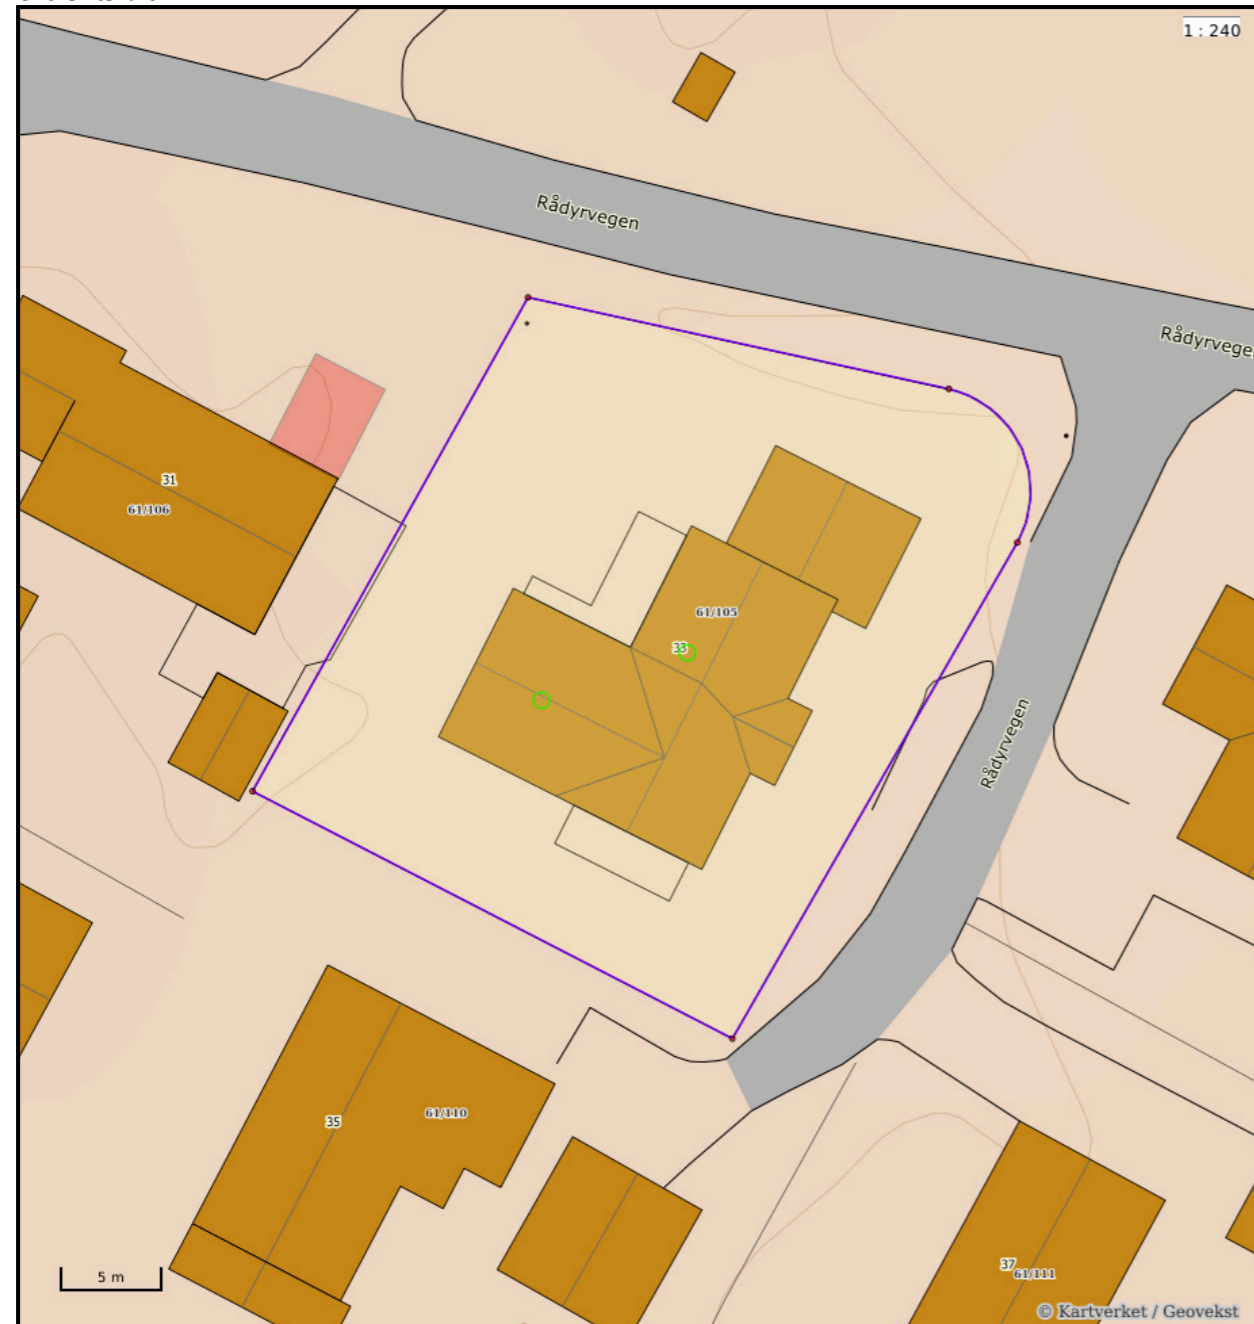 1 : 240
Rådyrvegen
Rådyrvegen
31
61/106
61/105
33
Rådyrvegen
61/110
35
37
61/111
5 m
© Kartverket / Geovekst